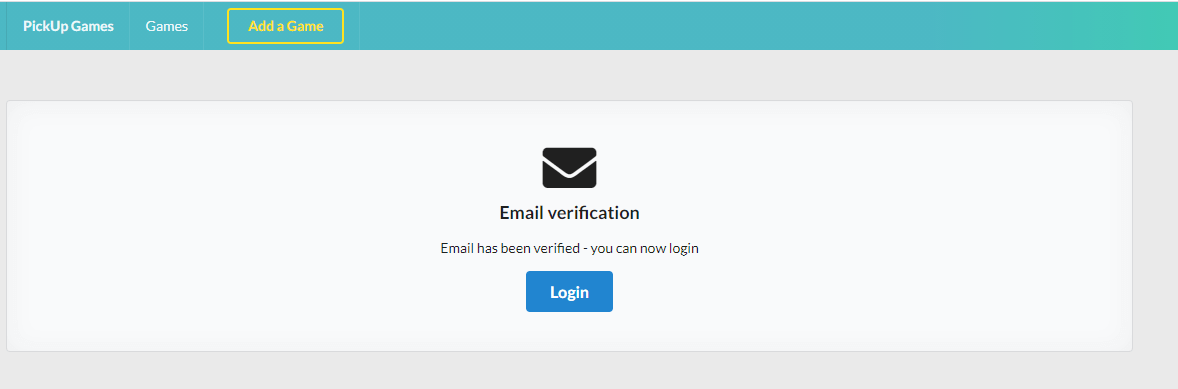 PickUp Games Games Add a Game
Email verification
Email has been verified - you can now login
Login